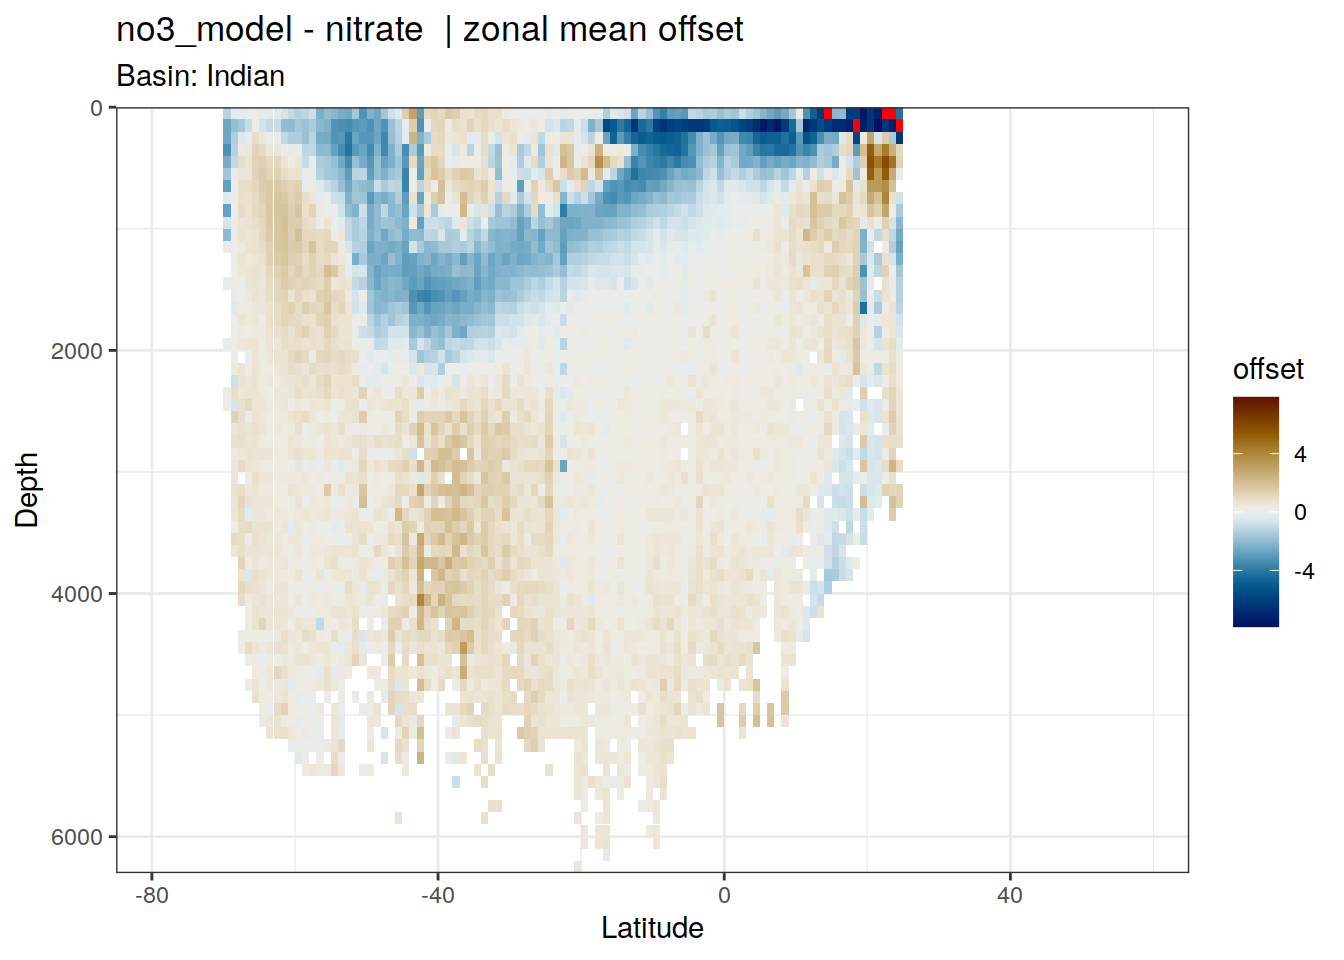 no3_model - nitrate  | zonal mean offset
Basin: Indian
0
2000
4000
6000
Depth
-80
-40
0
40
Latitude
offset
4
0
-4